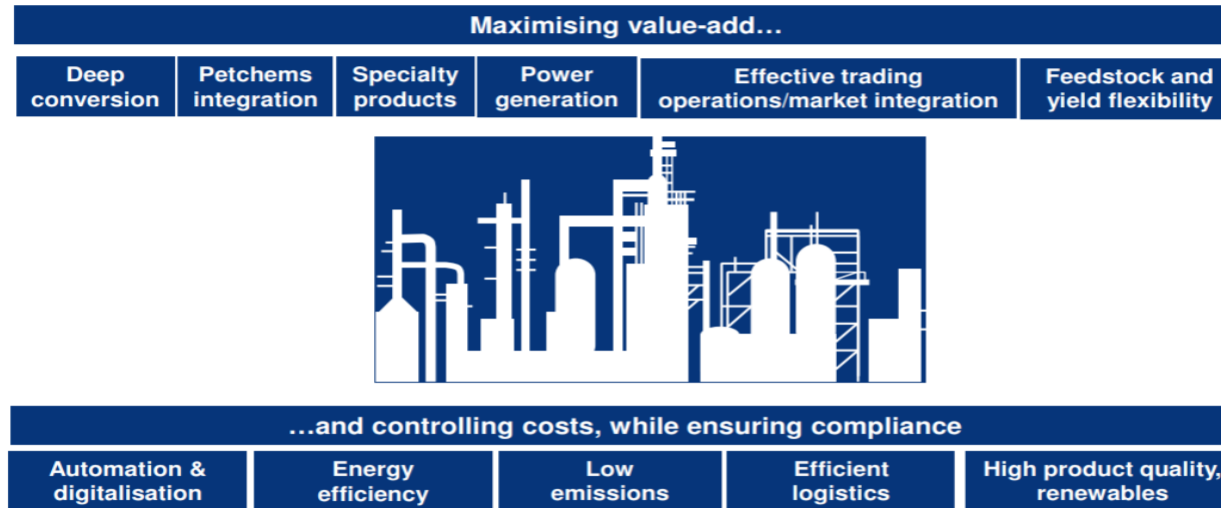 Maximising value-add…
Deep
conversion
Petchems
integration
Specialty
products
Power
generation
Effective trading
operations/market integration
Feedstock and
yield flexibility
…and controlling costs, while ensuring compliance
Automation &
digitalisation
Energy
efficiency
Low
emissions
Efficient
logistics
High product quality,
renewables